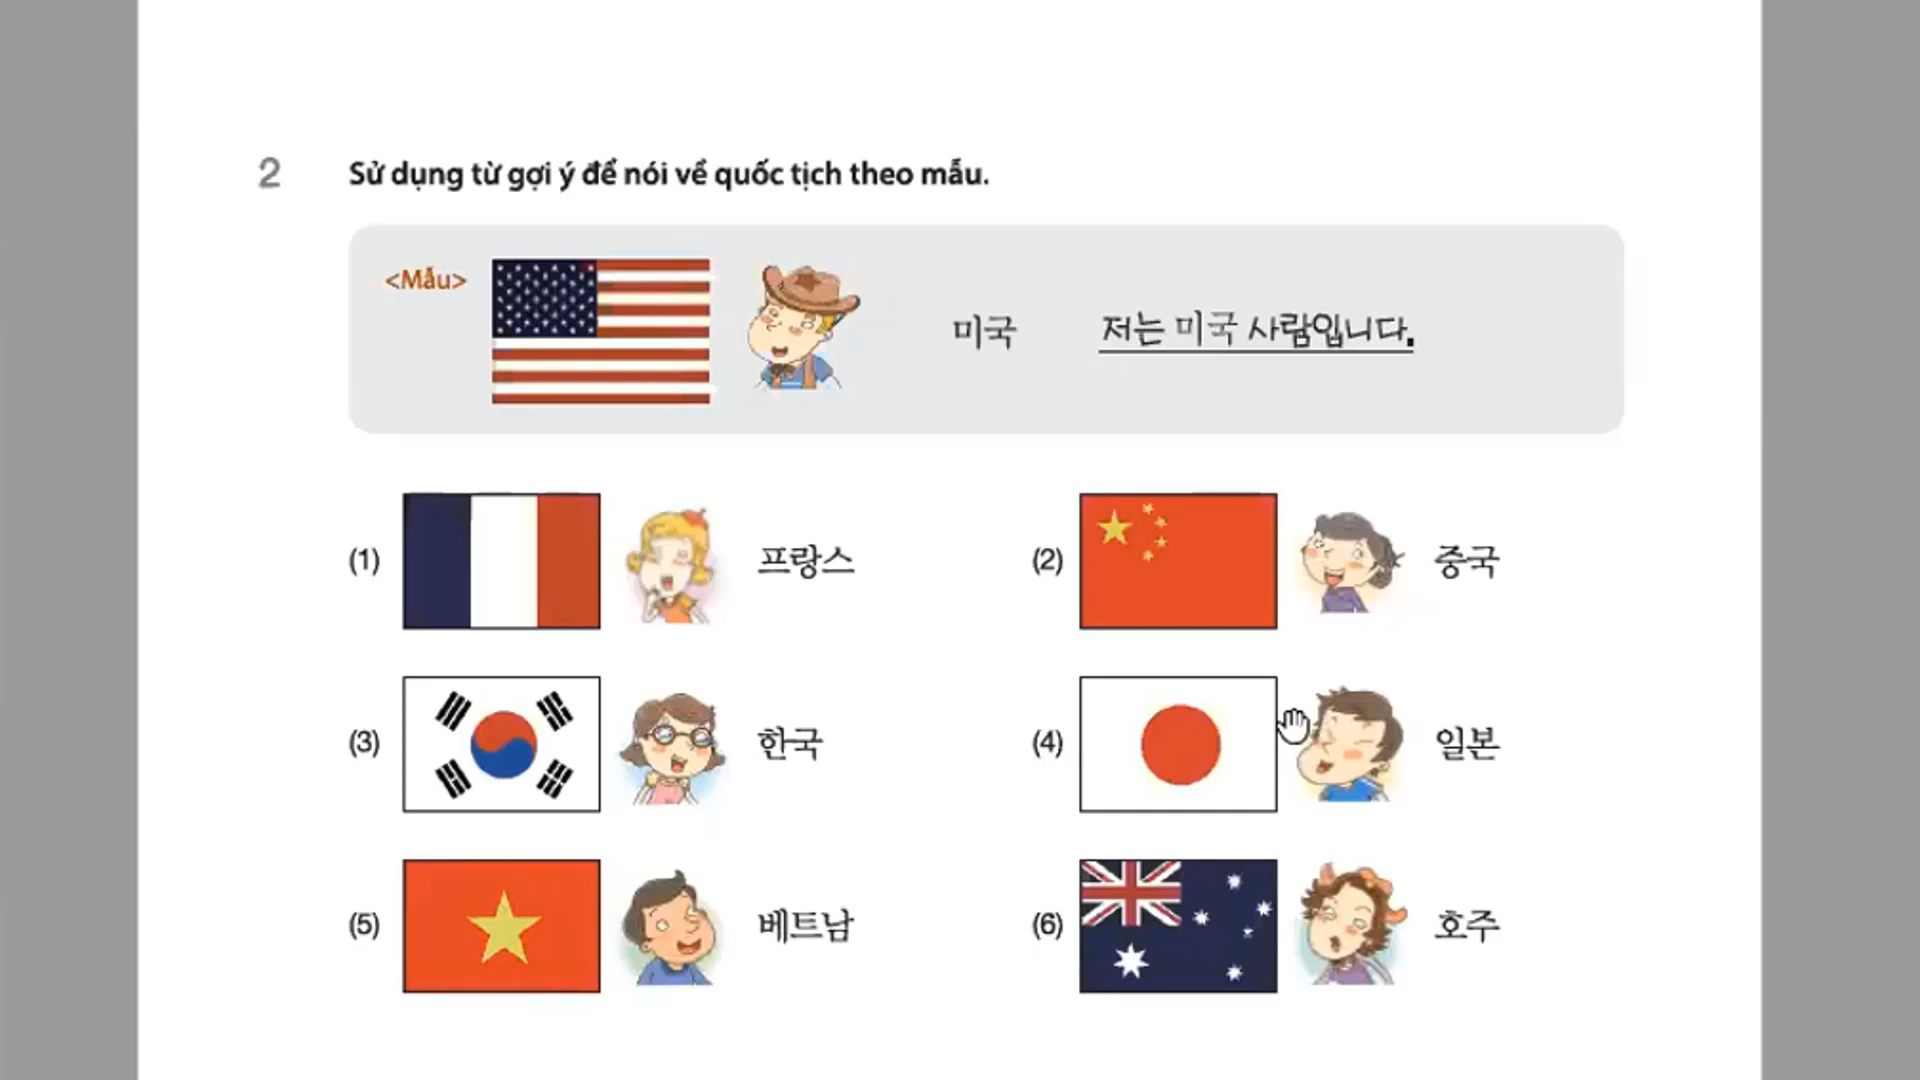 2 Sử dụng từ gợi ý để nói về quốc tịch theo mẫu.
<Mẫu> 미국 저는 미국 사람입니다.
(1) 프랑스 (2) 중국
(3) 한국 (4) 일본
(5) 베트남 (6) 호주